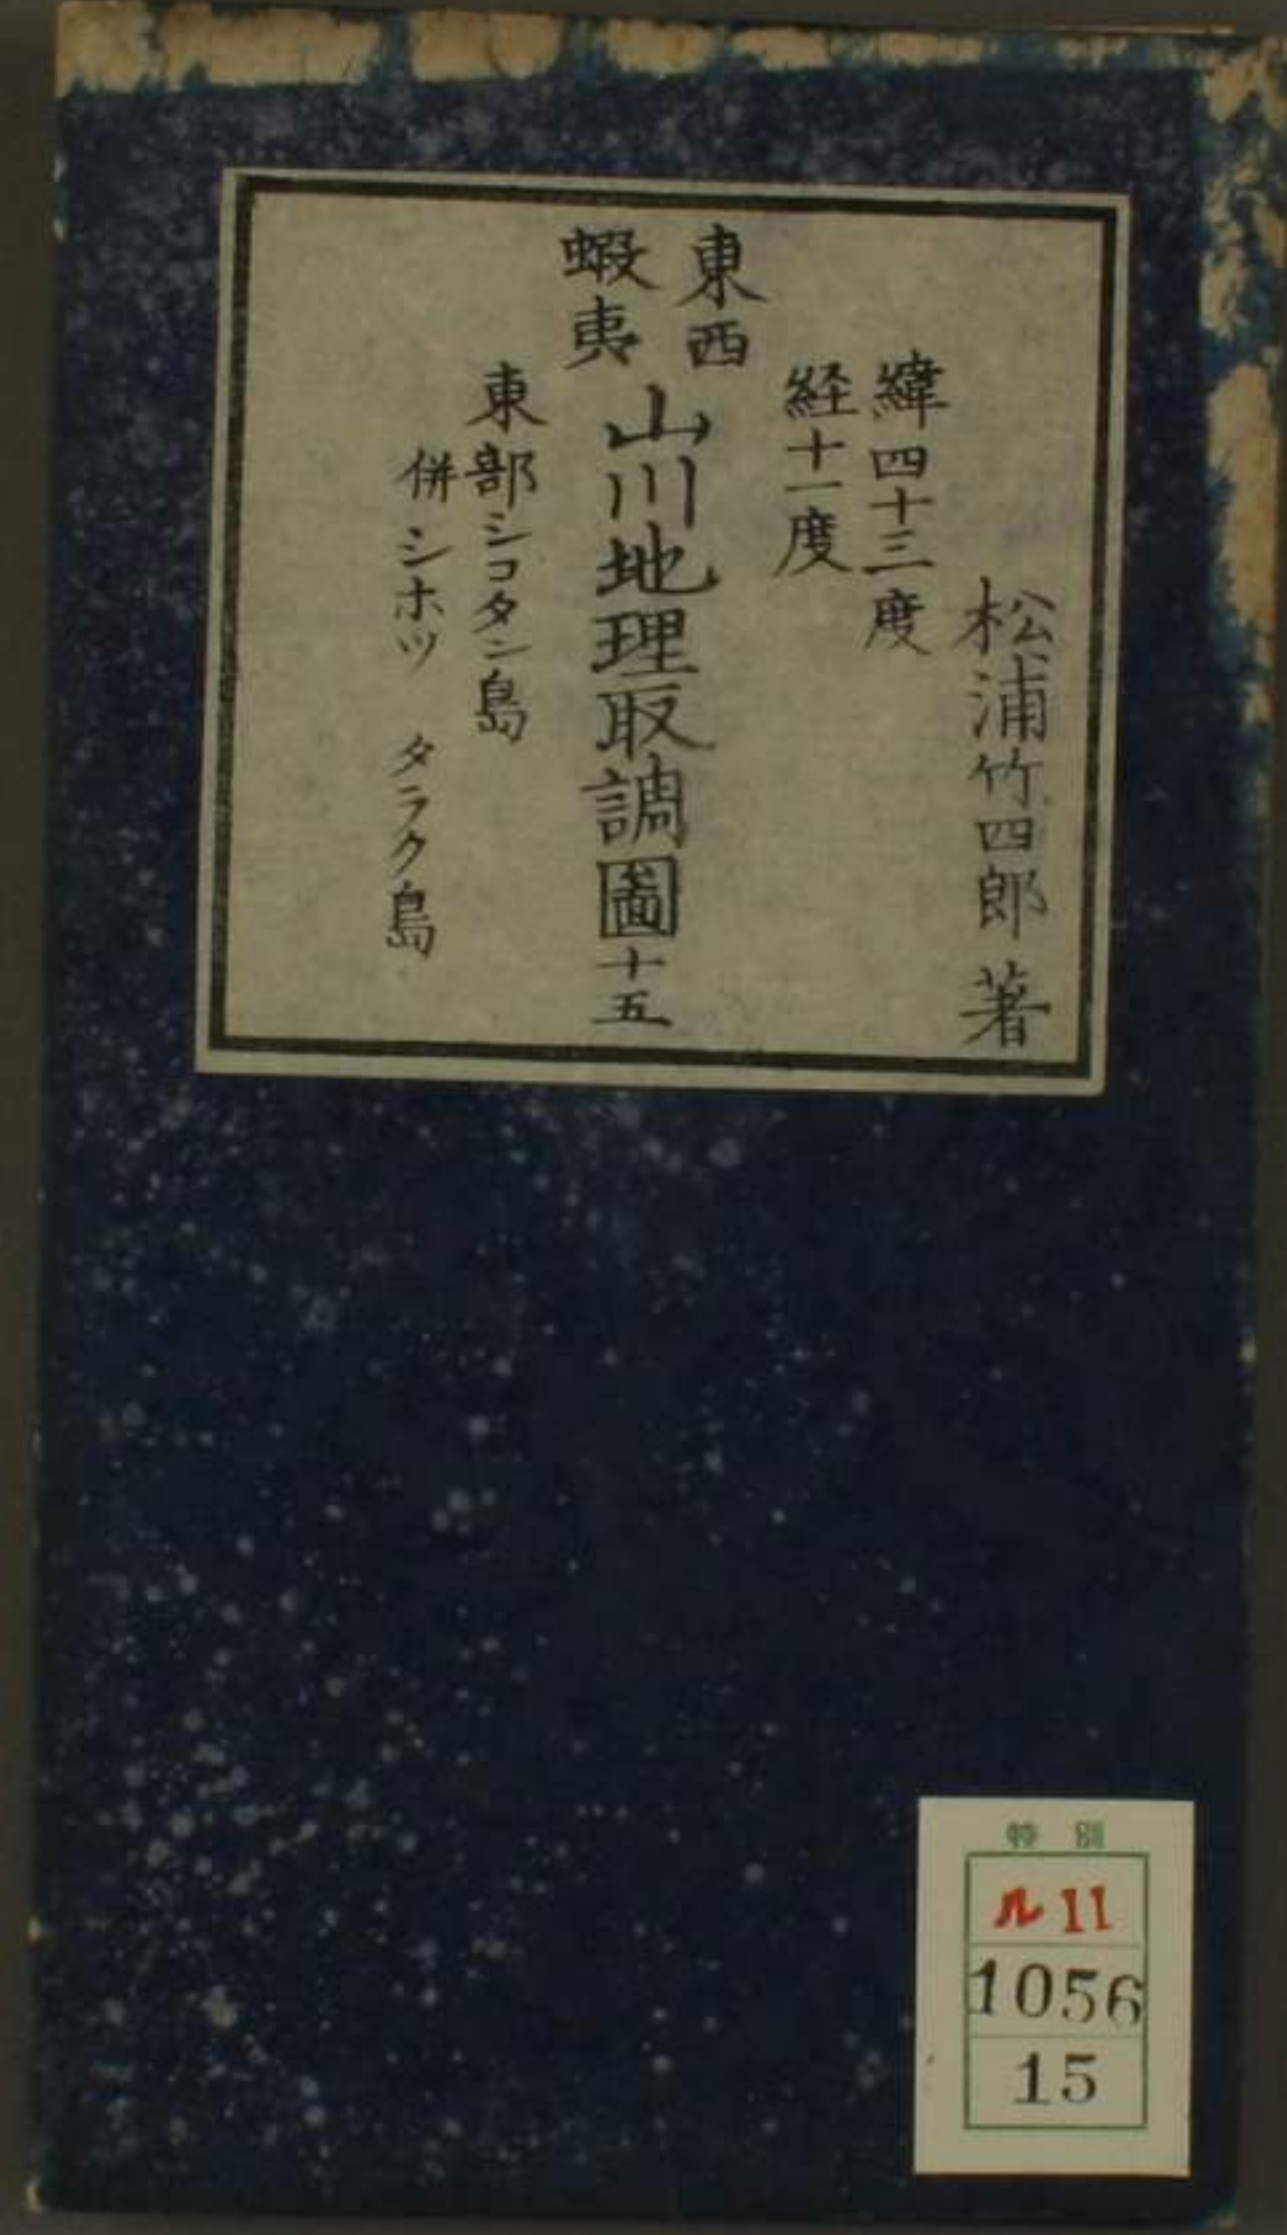 松浦竹四郎 著
緯四十三度
経十一度
東西
蝦夷
山川地理取調圖十五
東部シコタン島
併シホツ タラク島
特別
ル11
1056
15